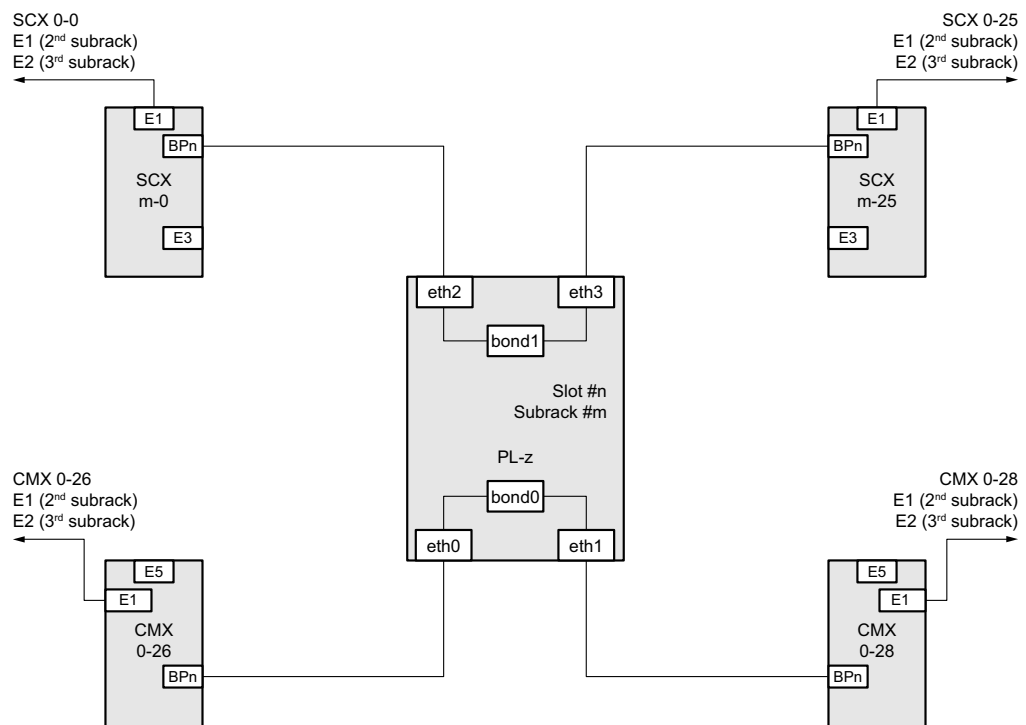 SCX 0-0
E1 (2nd subrack)
E2 (3rd subrack)
SCX 0-25
E1 (2nd subrack)
E2 (3rd subrack)
E1
BPn
SCX
m-0
E3
E1
BPn
SCX
m-25
E3
eth2
eth3
bond1
Slot #n
Subrack #m
PL-z
bond0
eth0
eth1
CMX 0-26
E1 (2nd subrack)
E2 (3rd subrack)
CMX 0-28
E1 (2nd subrack)
E2 (3rd subrack)
E5
E1
CMX
0-26
BPn
E5
E1
CMX
0-28
BPn